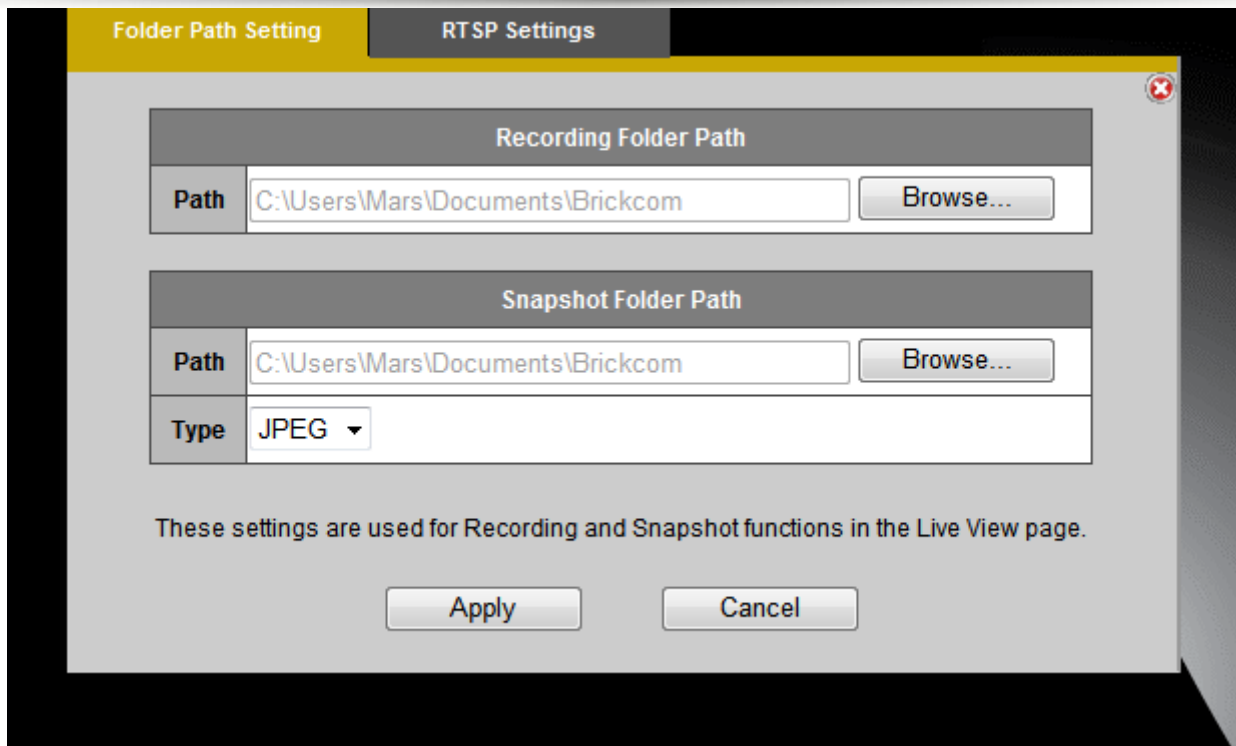 Folder Path Setting
RTSP Settings
Recording Folder Path
Path C:\Users\Mars\Documents\Brickcom Browse...
Snapshot Folder Path
Path C:\Users\Mars\Documents\Brickcom Browse...
Type JPEG
These settings are used for Recording and Snapshot functions in the Live View page.
Apply Cancel